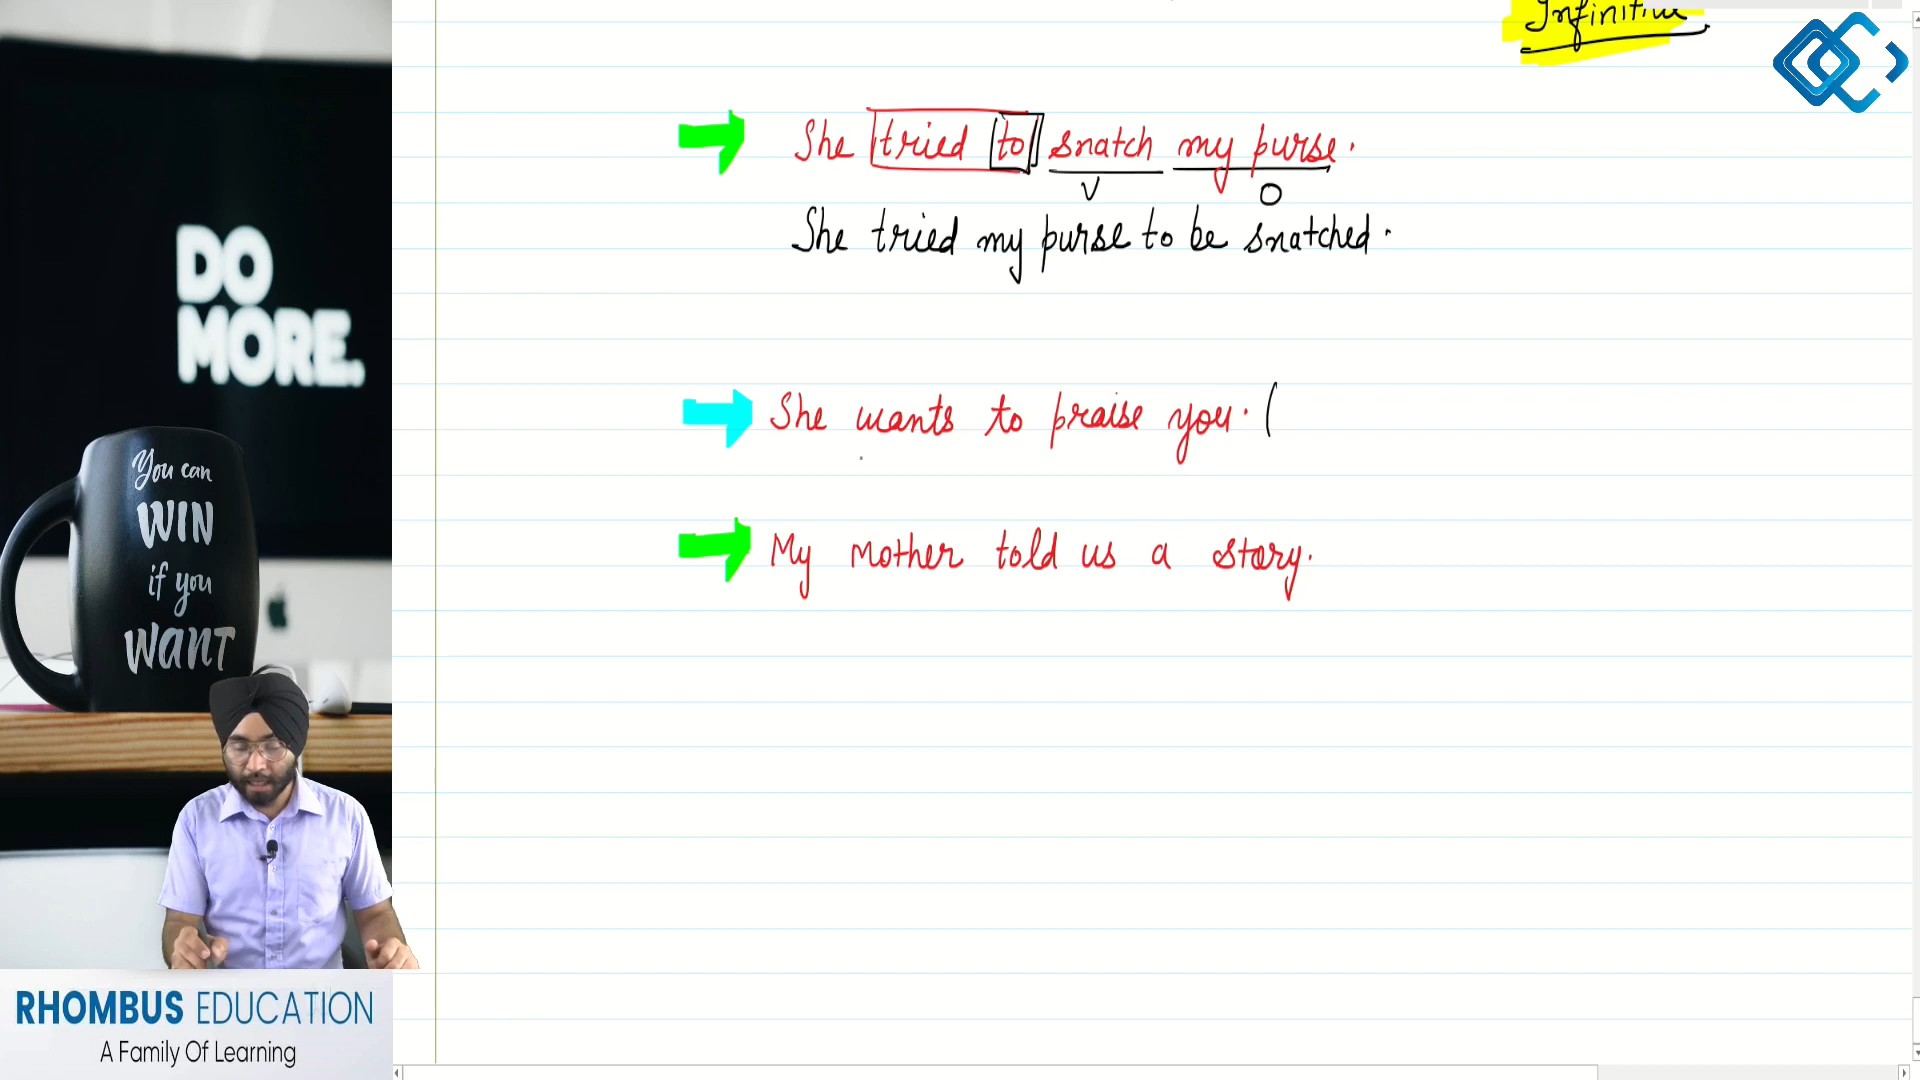 Infinitive
She tried to snatch my purse.
V O
She tried my purse to be snatched.
She wants to praise you. (
My mother told us a story.
DO
MORE.
You can
WIN
if you
WANT
RHOMBUS EDUCATION
A Family Of Learning